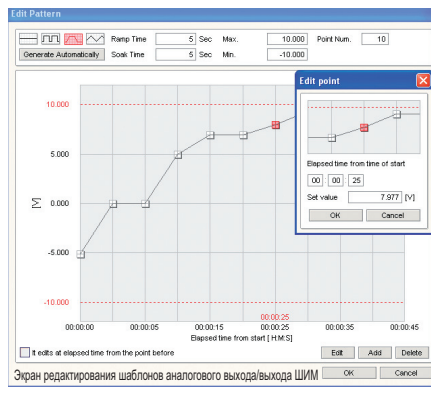 Edit Pattern
Ramp Time 5 Sec Max. 10.000 Point Num. 10
Generate Automatically Soak Time 5 Sec Min. -10.000
Edit point
Elapsed time from time of start
00 00 25
Set value 7.977 [V]
OK Cancel
10.000
5.000
0.000
-5.000
-10.000
[V]
00:00:25
00:00:00 00:00:05 00:00:15 00:00:25 00:00:35 00:00:45
Elapsed time from start [ H:M:S]
It edits at elapsed time from the point before Edit Add Delete
Экран редактирования шаблонов аналогового выхода/выхода ШИМ OK Cancel